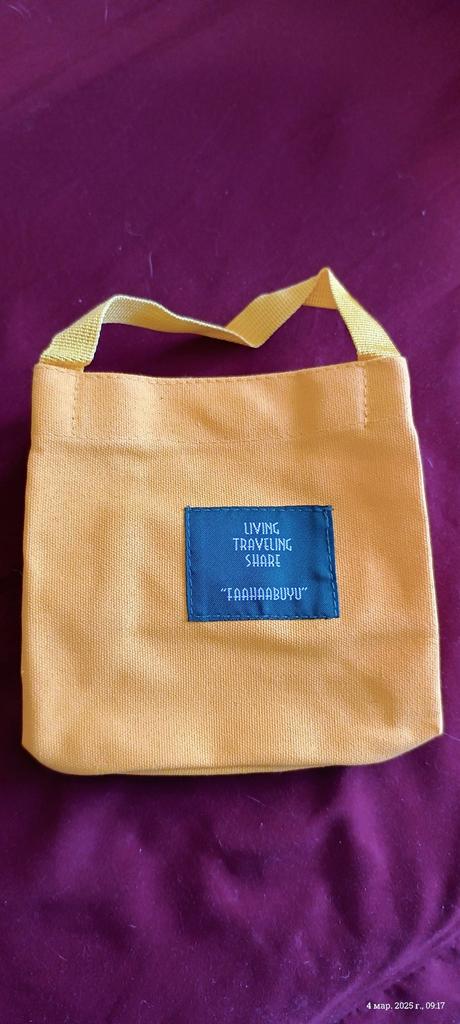 LIVING
TRAVELING
SHARE
"FAAHAABUYU"
4 мар. 2025 г., 09:17